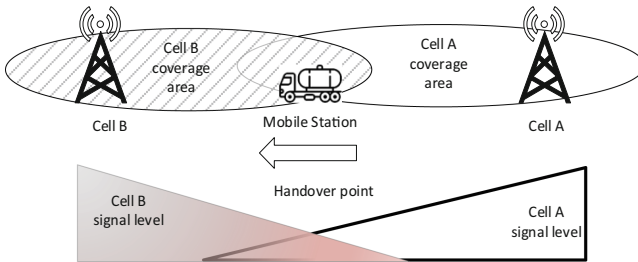 Cell B
coverage
area
Cell A
coverage
area
Cell B
Mobile Station
Cell A
Handover point
Cell B
signal level
Cell A
signal level